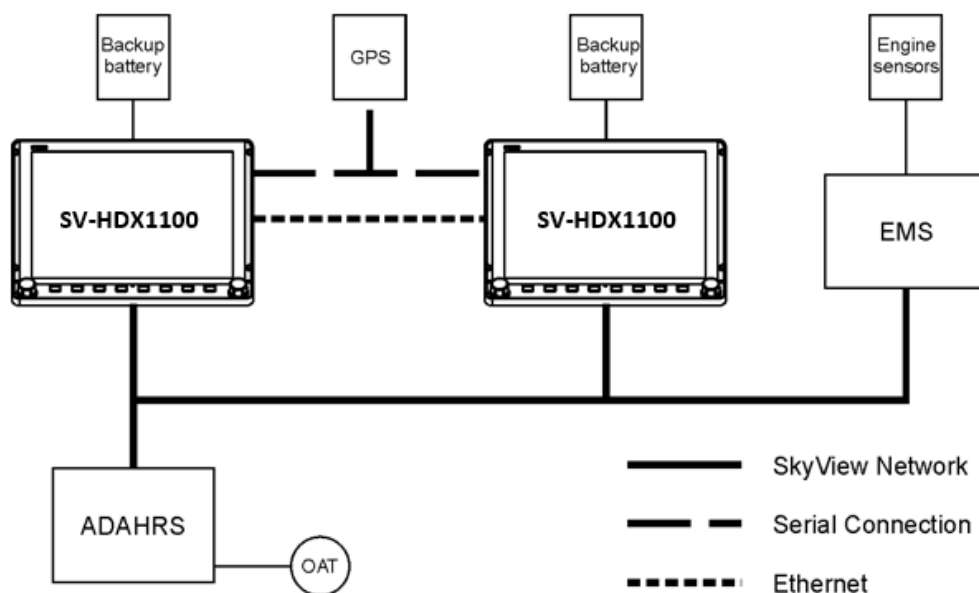 Backup
battery
GPS
Backup
battery
Engine
sensors
SV-HDX1100
SV-HDX1100
EMS
ADAHRS
OAT
SkyView Network
Serial Connection
Ethernet